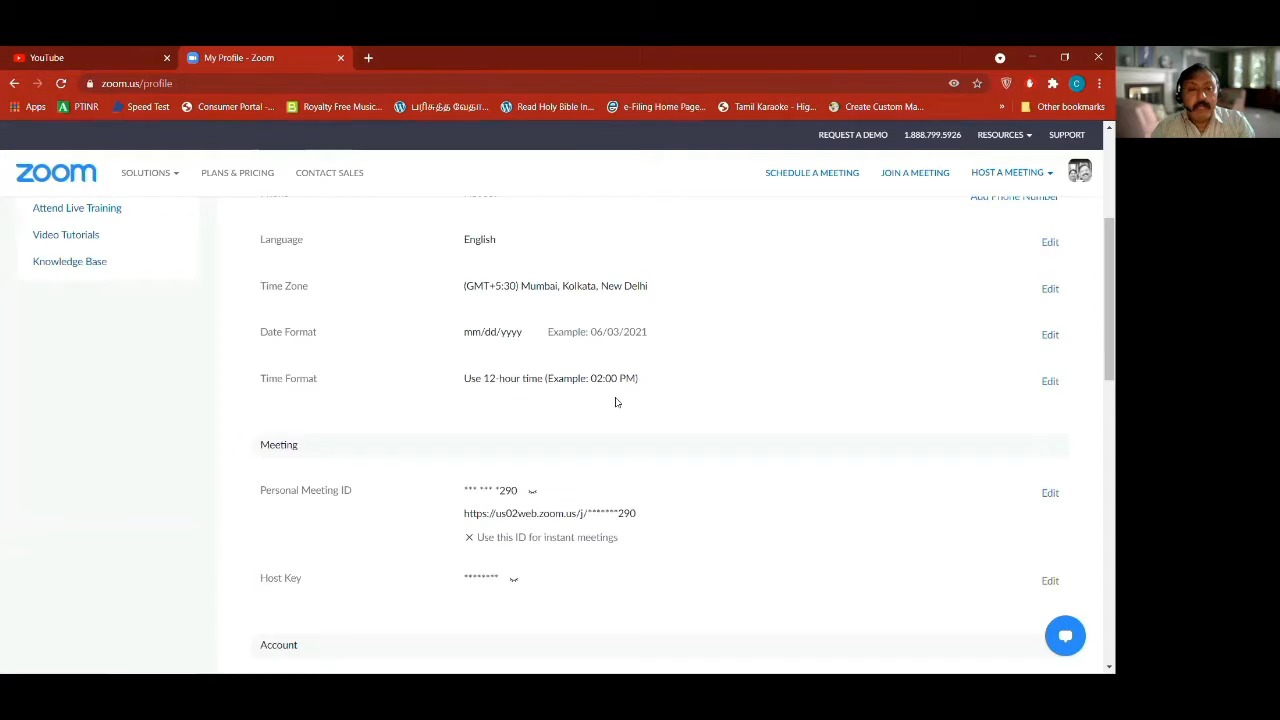 YouTube
My Profile - Zoom
zoom.us/profile
Apps
PTINR
Speed Test
Consumer Portal -...
Royalty Free Music...
பரிசுத்த வேதா...
Read Holy Bible In...
e-Filing Home Page...
Tamil Karaoke - Hig...
Create Custom Ma...
»
Other bookmarks
REQUEST A DEMO
1.888.799.5926
RESOURCES
SUPPORT
zoom
SOLUTIONS
PLANS & PRICING
CONTACT SALES
SCHEDULE A MEETING
JOIN A MEETING
HOST A MEETING
Attend Live Training
Video Tutorials
Knowledge Base
Add Phone Number
Language English Edit
Time Zone (GMT+5:30) Mumbai, Kolkata, New Delhi Edit
Date Format mm/dd/yyyy Example: 06/03/2021 Edit
Time Format Use 12-hour time (Example: 02:00 PM) Edit
Meeting
Personal Meeting ID *** *** *290 Edit
https://us02web.zoom.us/j/*******290
Use this ID for instant meetings
Host Key ******** Edit
Account